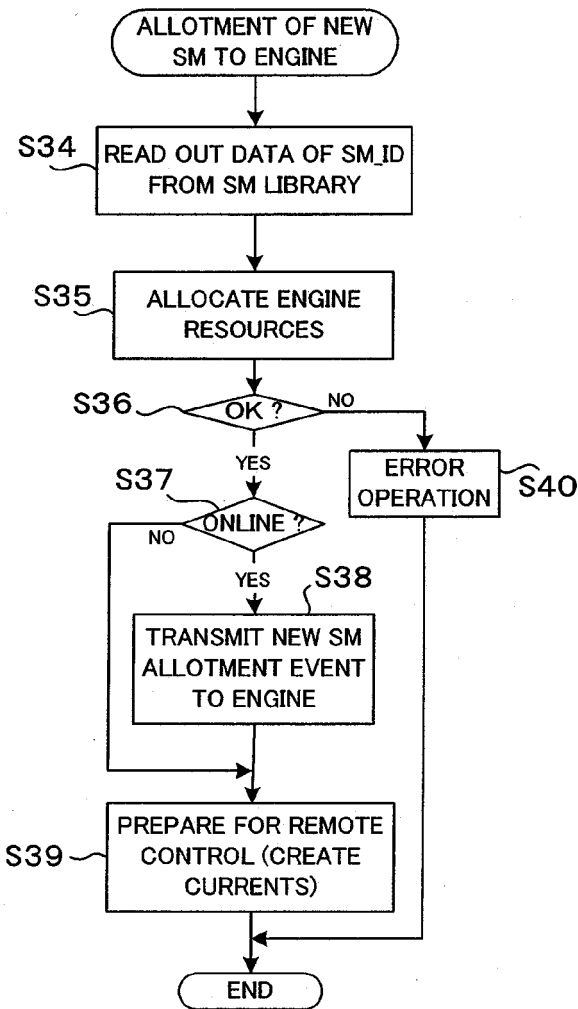 ALLOTMENT OF NEW
SM TO ENGINE
S34
READ OUT DATA OF SM_ID
FROM SM LIBRARY
S35
ALLOCATE ENGINE
RESOURCES
S36
OK ?
NO
YES
ERROR
OPERATION
S40
S37
ONLINE ?
NO
YES
S38
TRANSMIT NEW SM
ALLOTMENT EVENT
TO ENGINE
S39
PREPARE FOR REMOTE
CONTROL (CREATE
CURRENTS)
END